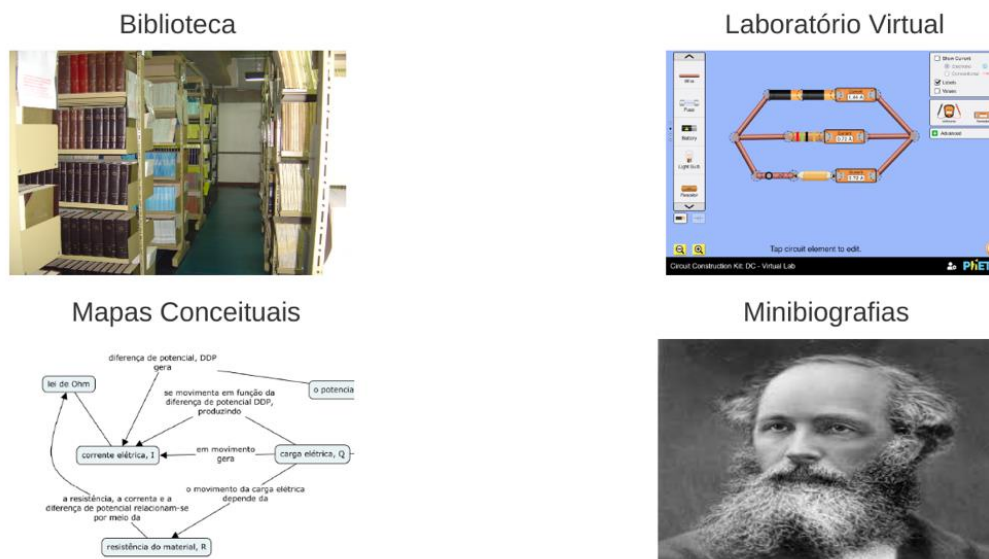 Biblioteca
Laboratório Virtual
Wire
Fuse
Battery
Light Bulb
Resistor
Show Current
Labels
Values
Advanced
Tap circuit element to edit.
Circuit Construction Kit: DC - Virtual Lab
PhET
Mapas Conceituais
Minibiografias
diferença de potencial, DDP
gera
lei de Ohm
o potencia
se movimenta em função da
diferença de potencial DDP,
produzindo
corrente elétrica, I
em movimento
gera
carga elétrica, Q
o movimento da carga elétrica
depende da
a resistência, a correnta e a
diferença de potencial relacionam-se
por meio da
resistência do material, R